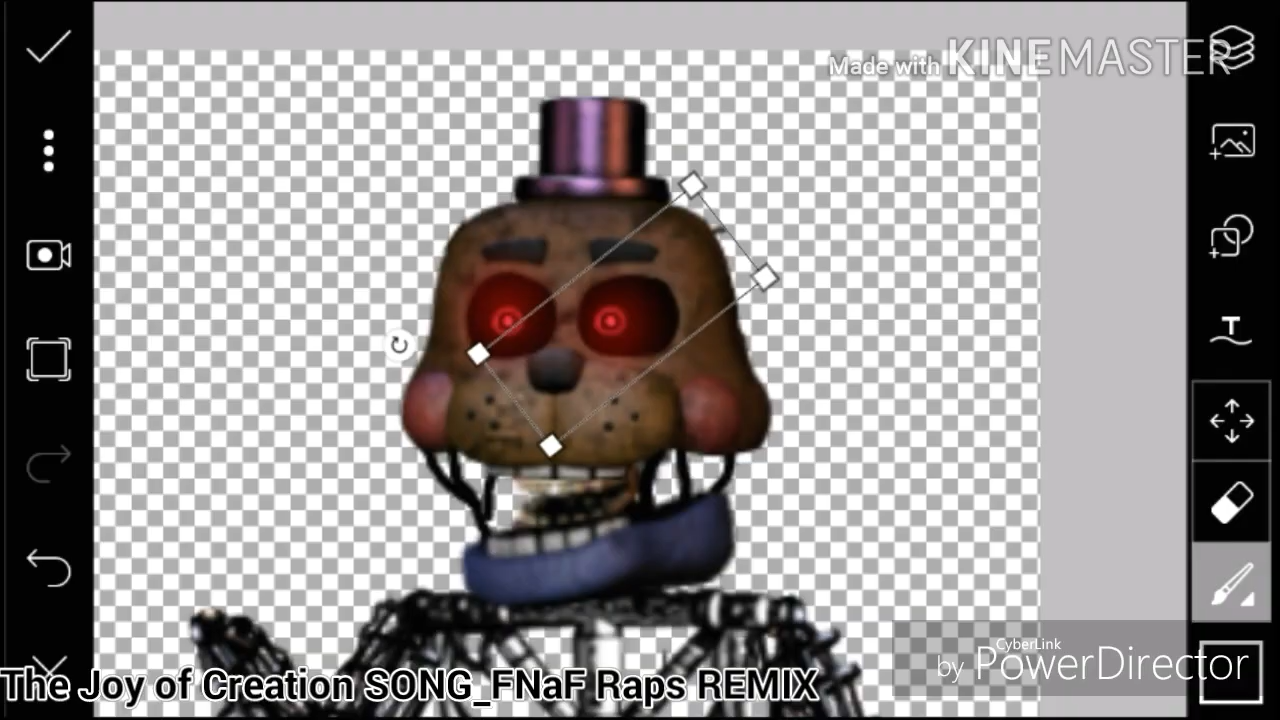 Made with KINEMASTER
T
CyberLink
by PowerDirector
The Joy of Creation SONG_FNaF Raps REMIX